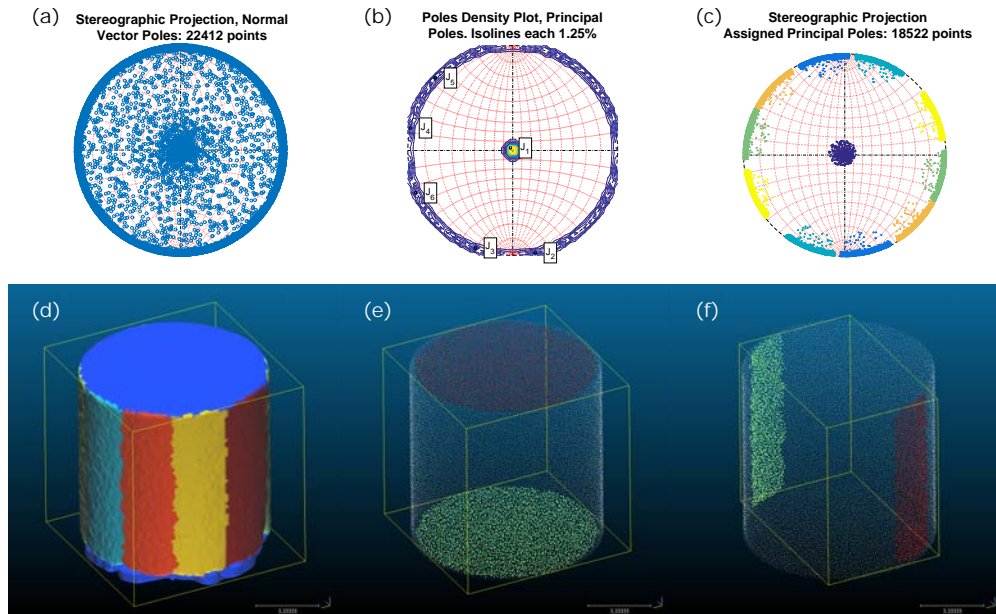 (a)
Stereographic Projection, Normal
Vector Poles: 22412 points
(b)
Poles Density Plot, Principal
Poles. Isolines each 1.25%
J5
J4
J1
J6
J3
J2
(c)
Stereographic Projection
Assigned Principal Poles: 18522 points
(d)
(e)
(f)